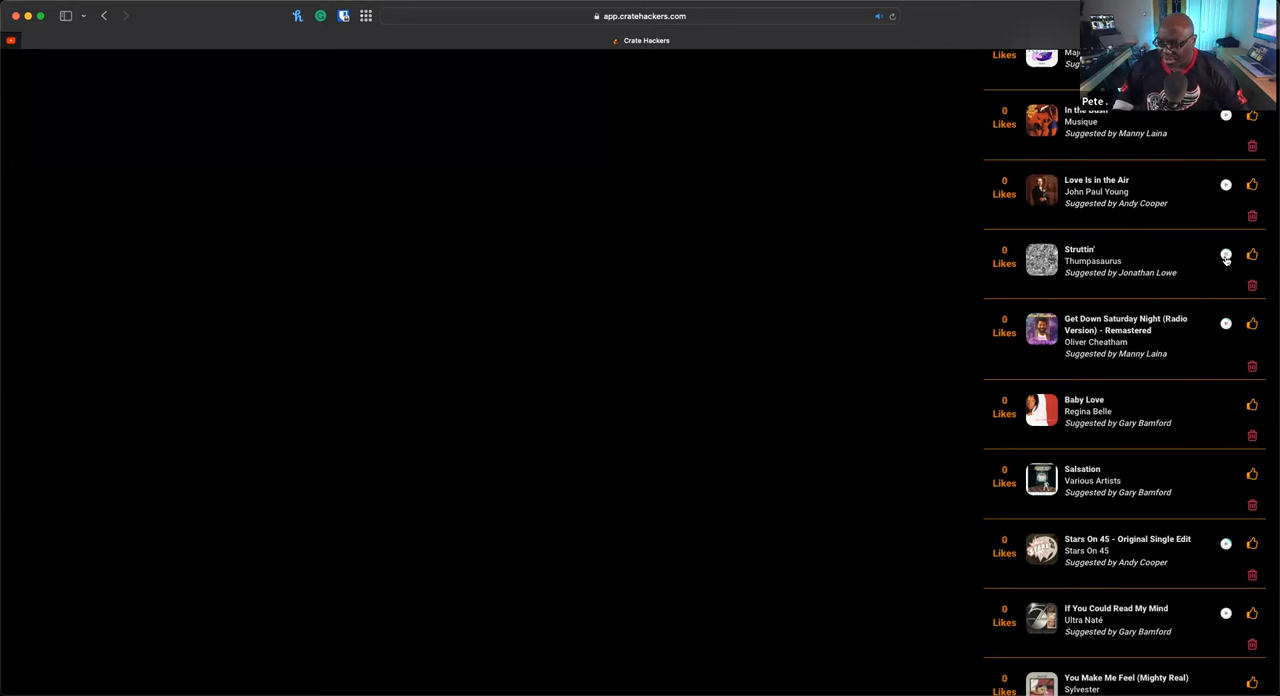 app.cratehackers.com
Crate Hackers
Likes
Pete
0
Likes
In the Bush
Musique
Suggested by Manny Laina
0
Likes
Love Is in the Air
John Paul Young
Suggested by Andy Cooper
0
Likes
Struttin'
Thumpasaurus
Suggested by Jonathan Lowe
0
Likes
Get Down Saturday Night (Radio
Version) - Remastered
Oliver Cheatham
Suggested by Manny Laina
0
Likes
Baby Love
Regina Belle
Suggested by Gary Bamford
0
Likes
Salsation
Various Artists
Suggested by Gary Bamford
0
Likes
Stars On 45 - Original Single Edit
Stars On 45
Suggested by Andy Cooper
0
Likes
If You Could Read My Mind
Ultra Naté
Suggested by Gary Bamford
0
Likes
You Make Me Feel (Mighty Real)
Sylvester